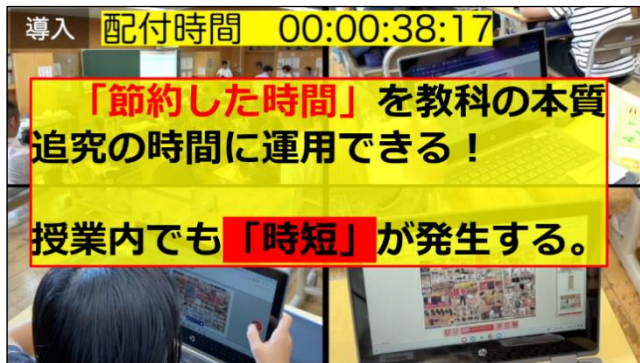 導入 配付時間 00:00:38:17
「節約した時間」を教科の本質
追究の時間に運用できる！
授業内でも「時短」が発生する。